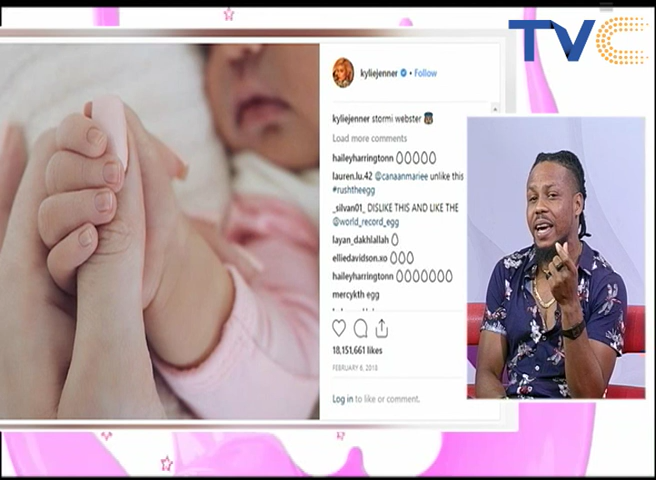 TVC
kyliejenner • Follow
kyliejenner stormi webster
Load more comments
haileyharringtonn
lauren.lu.42 @canaanmariee unlike this
#rushtheegg
_silvan01_ DISLIKE THIS AND LIKE THE
@world_record_egg
layan_dakhlallah
elliedavidson.xo
haileyharringtonn
mercykth egg
18,151,661 likes
FEBRUARY 6, 2018
Log in to like or comment.